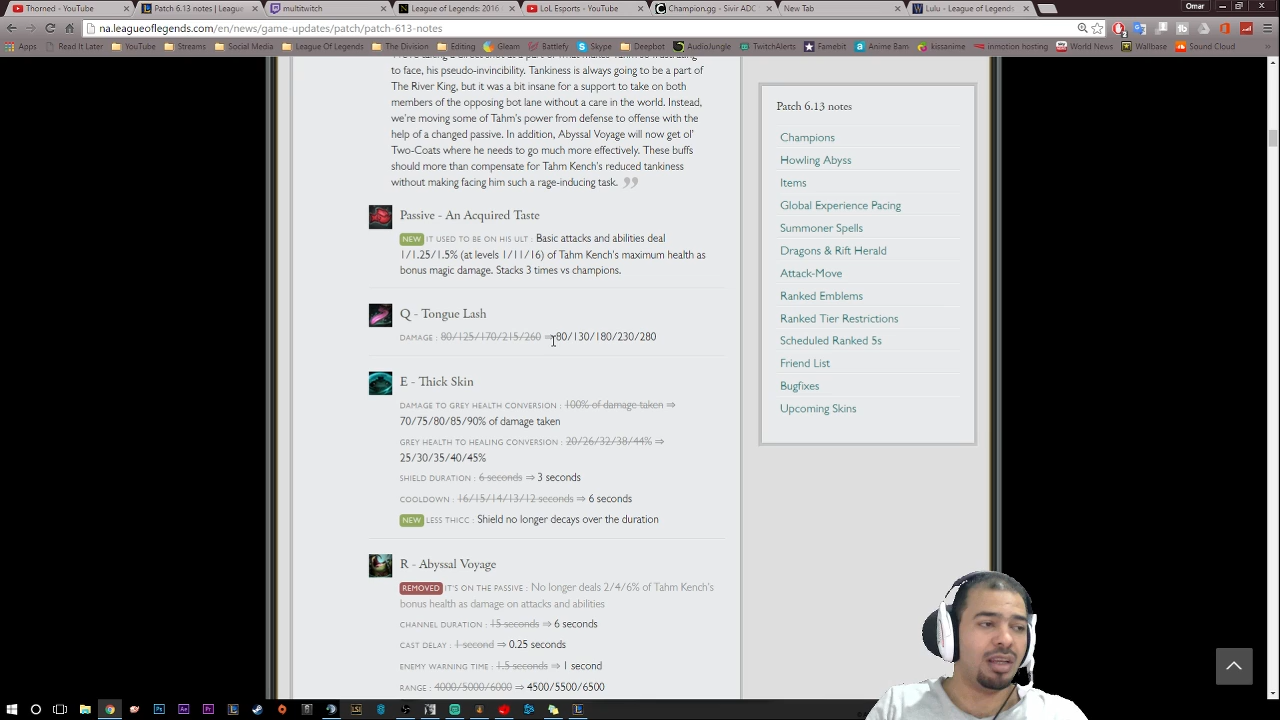 Thorned - YouTube
Patch 6.13 notes | Leagu
multitwitch
League of Legends 2016
LoL Esports - YouTube
Champion.gg - Sivir ADC
New Tab
Lulu - League of Legends
Omar
na.leagueoflegends.com/en/news/game-updates/patch/patch-613-notes
Apps
Read It Later
YouTube
Streams
Social Media
League Of Legends
The Division
Editing
Gleam
Battlefy
Skype
Deepbot
AudioJungle
TwitchAlerts
Famebit
Anime Bam
kissanime
inmotion hosting
World News
Wallbase
Sound Cloud
to face, his pseudo-invincibility. Tankiness is always going to be a part of
The River King, but it was a bit insane for a support to take on both
members of the opposing bot lane without a care in the world. Instead,
we're moving some of Tahm's power from defense to offense with the
help of a changed passive. In addition, Abyssal Voyage will now get ol'
Two-Coats where he needs to go much more effectively. These buffs
should more than compensate for Tahm Kench's reduced tankiness
without making facing him such a rage-inducing task.
Passive - An Acquired Taste
NEW IT USED TO BE ON HIS ULT : Basic attacks and abilities deal
1/1.25/1.5% (at levels 1/11/16) of Tahm Kench's maximum health as
bonus magic damage. Stacks 3 times vs champions.
Q - Tongue Lash
DAMAGE : 80/125/170/215/260 ⇒ 80/130/180/230/280
E - Thick Skin
DAMAGE TO GREY HEALTH CONVERSION : 100% of damage taken ⇒
70/75/80/85/90% of damage taken
GREY HEALTH TO HEALING CONVERSION : 20/26/32/38/44% ⇒
25/30/35/40/45%
SHIELD DURATION : 6 seconds ⇒ 3 seconds
COOLDOWN : 16/15/14/13/12 seconds ⇒ 6 seconds
NEW LESS THICC : Shield no longer decays over the duration
R - Abyssal Voyage
REMOVED IT'S ON THE PASSIVE : No longer deals 2/4/6% of Tahm Kench's
bonus health as damage on attacks and abilities
CHANNEL DURATION : 15 seconds ⇒ 6 seconds
CAST DELAY : 1 second ⇒ 0.25 seconds
ENEMY WARNING TIME : 1.5 seconds ⇒ 1 second
RANGE : 4000/5000/6000 ⇒ 4500/5500/6500
Patch 6.13 notes
Champions
Howling Abyss
Items
Global Experience Pacing
Summoner Spells
Dragons & Rift Herald
Attack-Move
Ranked Emblems
Ranked Tier Restrictions
Scheduled Ranked 5s
Friend List
Bugfixes
Upcoming Skins